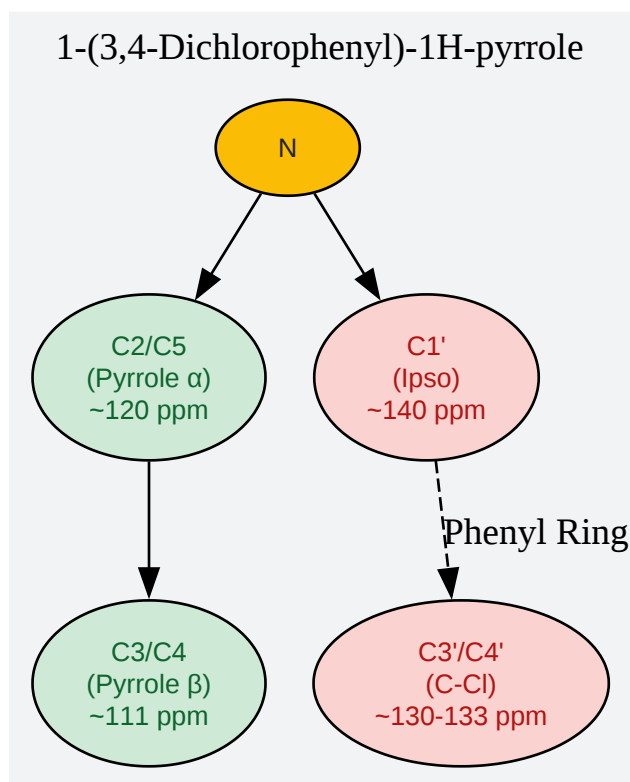 1-(3,4-Dichlorophenyl)-1H-pyrrole
N
C2/C5
(Pyrrole α)
~120 ppm
C1'
(Ipso)
~140 ppm
Phenyl Ring
C3/C4
(Pyrrole β)
~111 ppm
C3'/C4'
(C-Cl)
~130-133 ppm